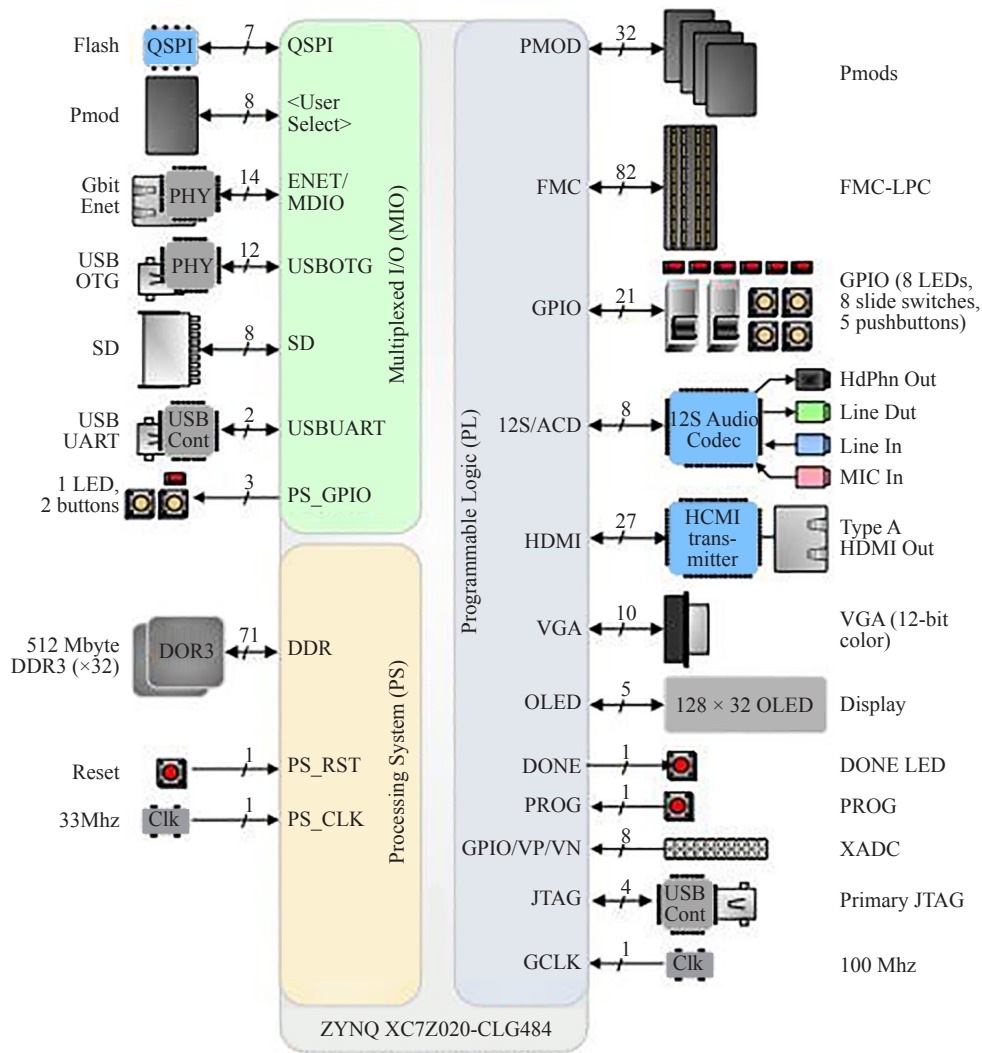 Flash
QSPI
7
QSPI
Pmod
8
<User
Select>
Gbit
Enet
PHY
14
ENET/
MDIO
USB
OTG
PHY
12
USBOTG
SD
8
SD
USB
UART
USB
Cont
2
USBUART
1 LED,
2 buttons
3
PS_GPIO
Multiplexed I/O (MIO)
512 Mbyte
DDR3 (×32)
DOR3
71
DDR
Reset
1
PS_RST
33Mhz
Clk
1
PS_CLK
Processing System (PS)
Programmable Logic (PL)
PMOD
32
Pmods
FMC
82
FMC-LPC
GPIO
21
GPIO (8 LEDs,
8 slide switches,
5 pushbuttons)
12S/ACD
8
12S Audio
Codec
HdPhn Out
Line Dut
Line In
MIC In
HDMI
27
HCMI
trans-
mitter
Type A
HDMI Out
VGA
10
VGA (12-bit
color)
OLED
5
128 × 32 OLED
Display
DONE
1
DONE LED
PROG
1
PROG
GPIO/VP/VN
8
XADC
JTAG
4
USB
Cont
Primary JTAG
GCLK
1
Clk
100 Mhz
ZYNQ XC7Z020-CLG484